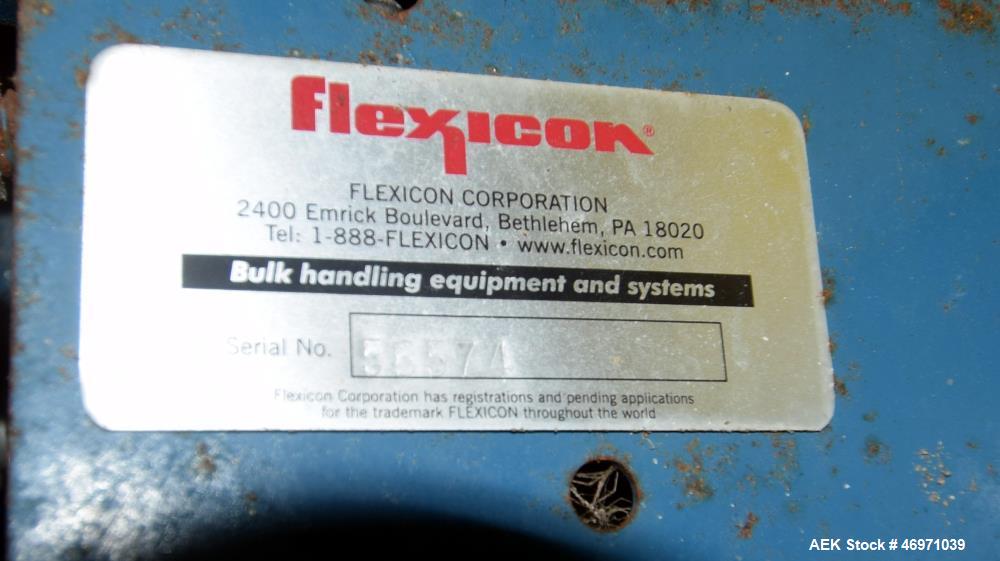 flexicon®
FLEXICON CORPORATION
2400 Emrick Boulevard, Bethlehem, PA 18020
Tel: 1-888-FLEXICON • www.flexicon.com
Bulk handling equipment and systems
Serial No.
Flexicon Corporation has registrations and pending applications
for the trademark FLEXICON throughout the world
AEK Stock # 46971039